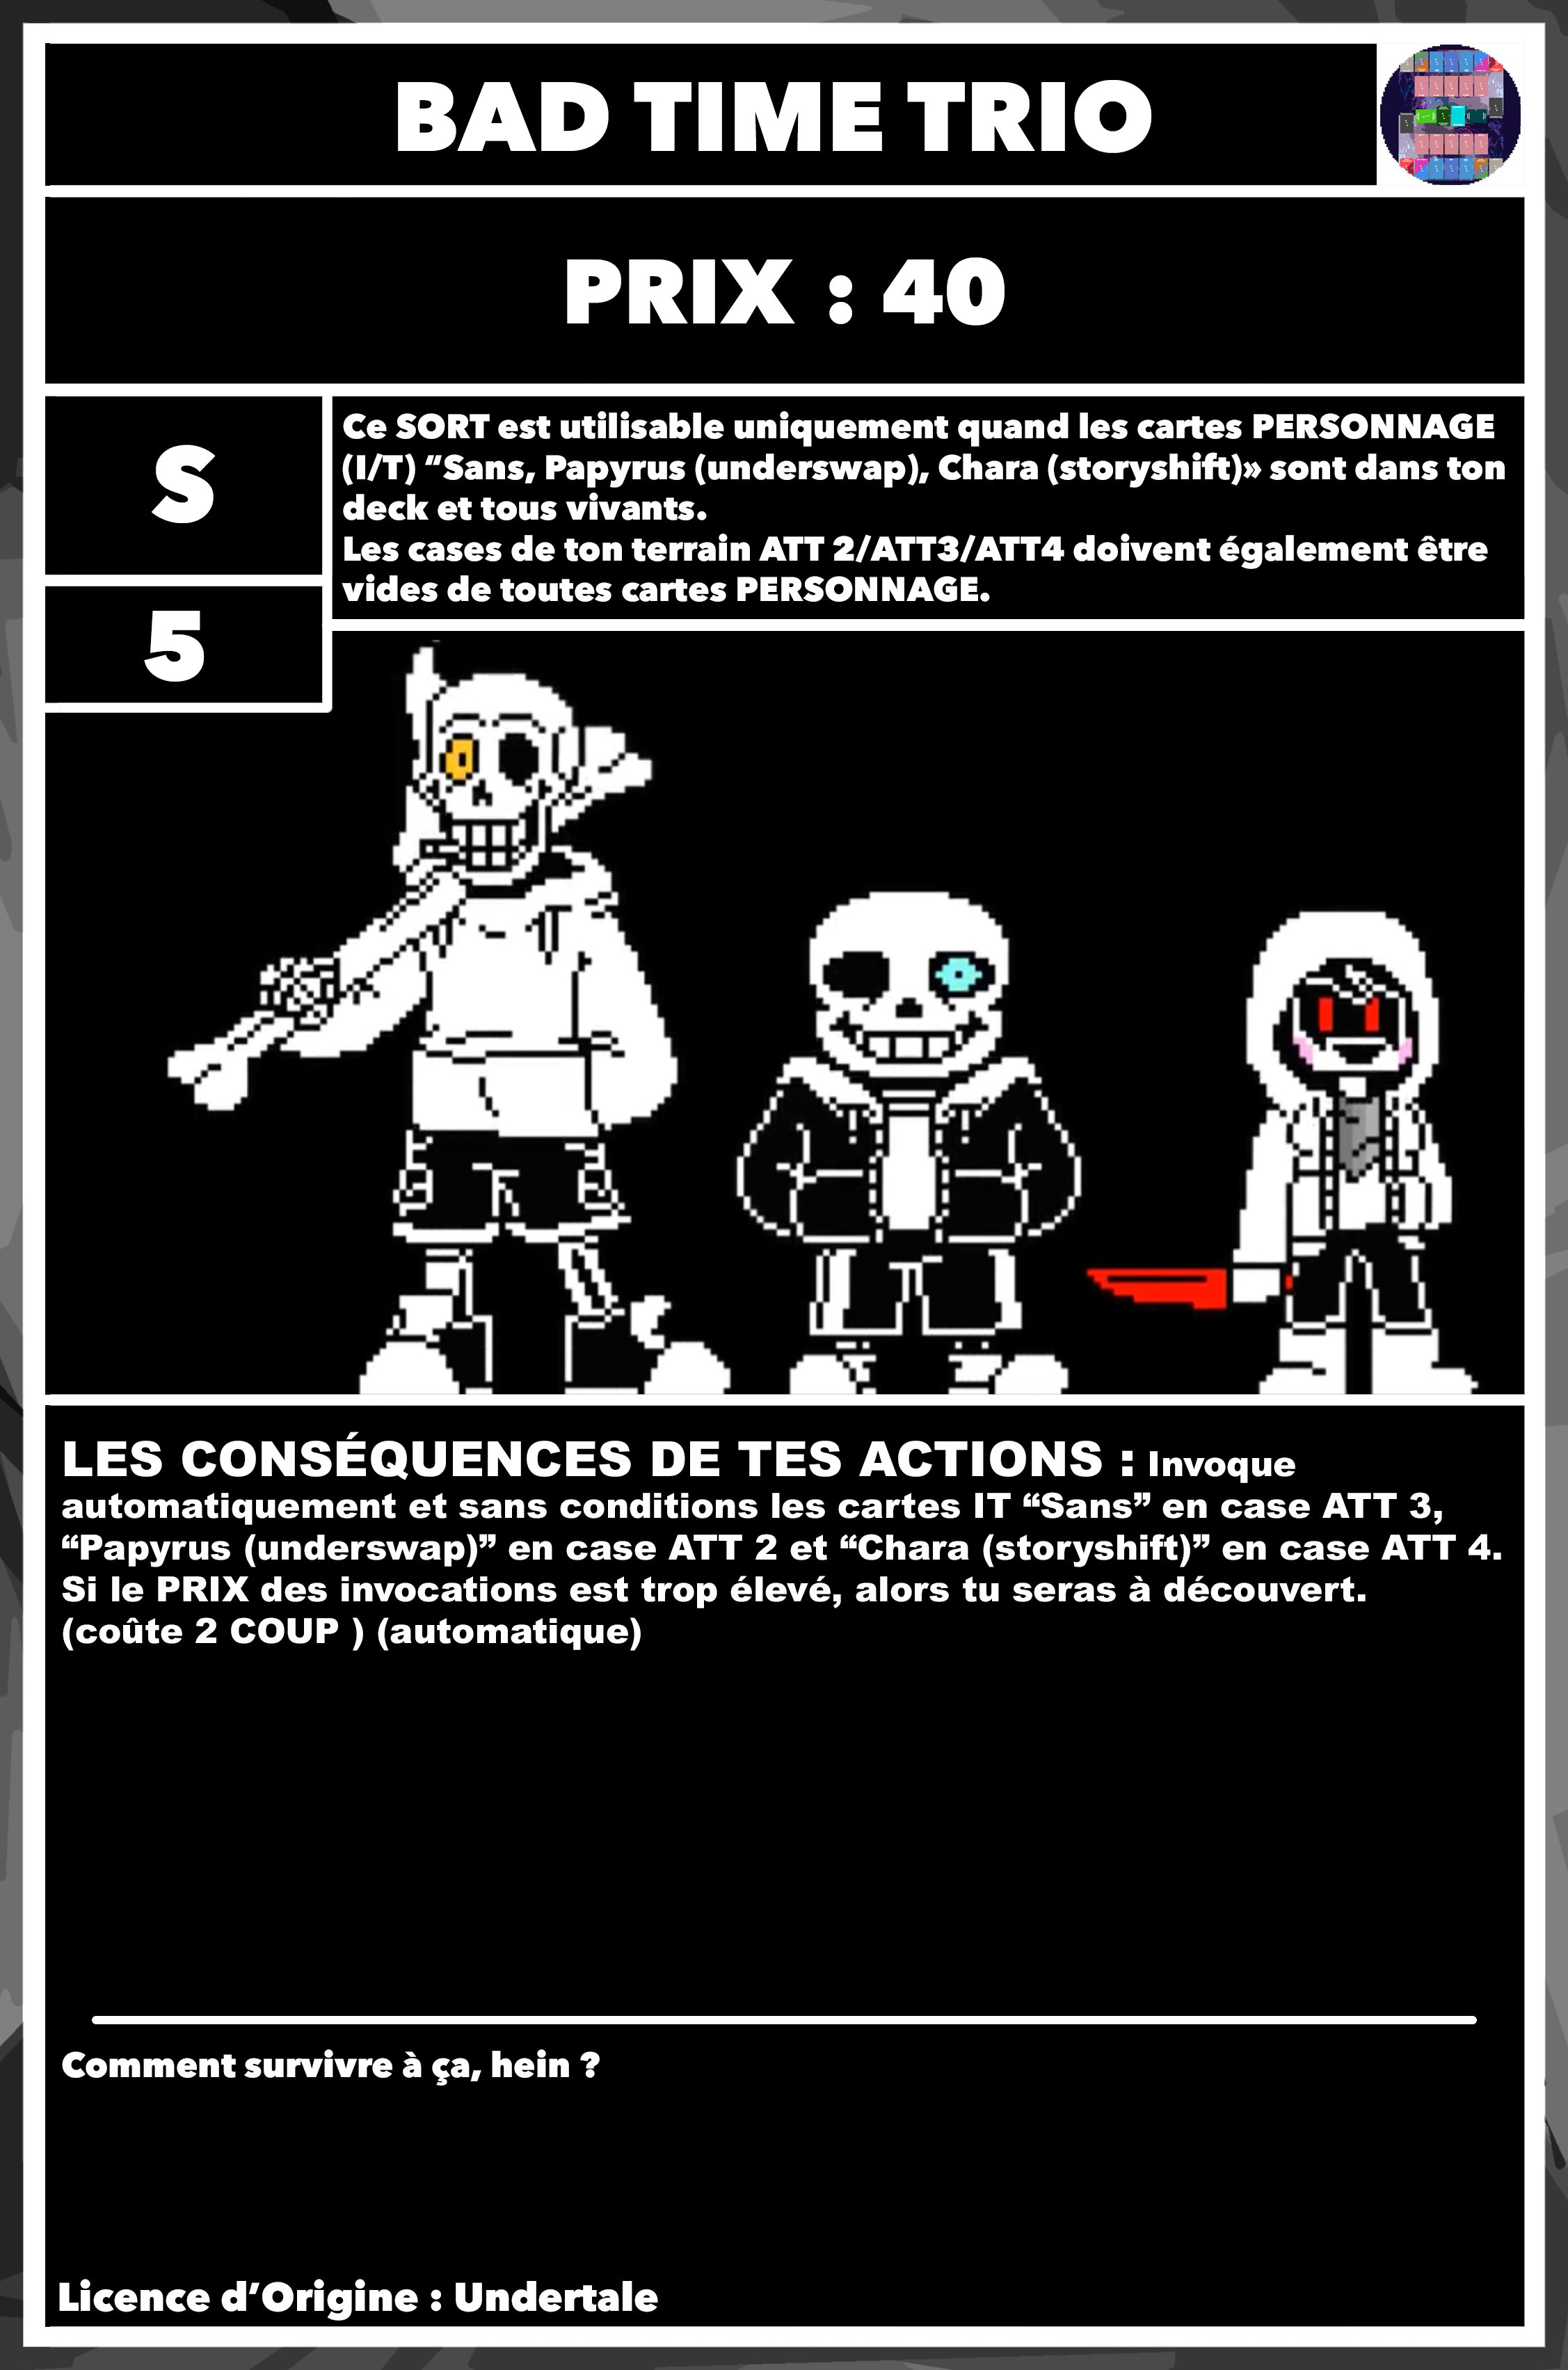 BAD TIME TRIO
PRIX : 40
S
5
Ce SORT est utilisable uniquement quand les cartes PERSONNAGE
(I/T) “Sans, Papyrus (underswap), Chara (storyshift)» sont dans ton
deck et tous vivants.
Les cases de ton terrain ATT 2/ATT3/ATT4 doivent également être
vides de toutes cartes PERSONNAGE.
LES CONSÉQUENCES DE TES ACTIONS : Invoque
automatiquement et sans conditions les cartes IT “Sans” en case ATT 3,
“Papyrus (underswap)” en case ATT 2 et “Chara (storyshift)” en case ATT 4.
Si le PRIX des invocations est trop élevé, alors tu seras à découvert.
(coûte 2 COUP ) (automatique)
Comment survivre à ça, hein ?
Licence d’Origine : Undertale